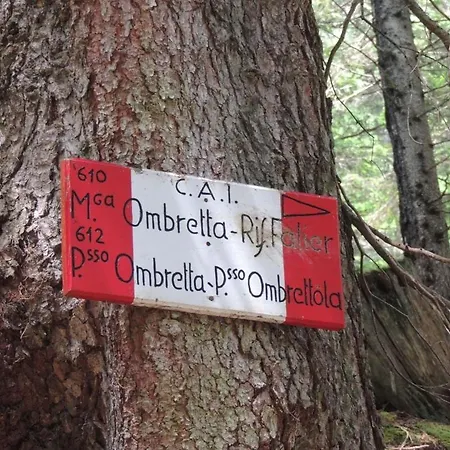 C.A.I.
610
M.ga Ombretta-Rif.Falier
612
P.sso Ombretta-P.sso Ombrettola